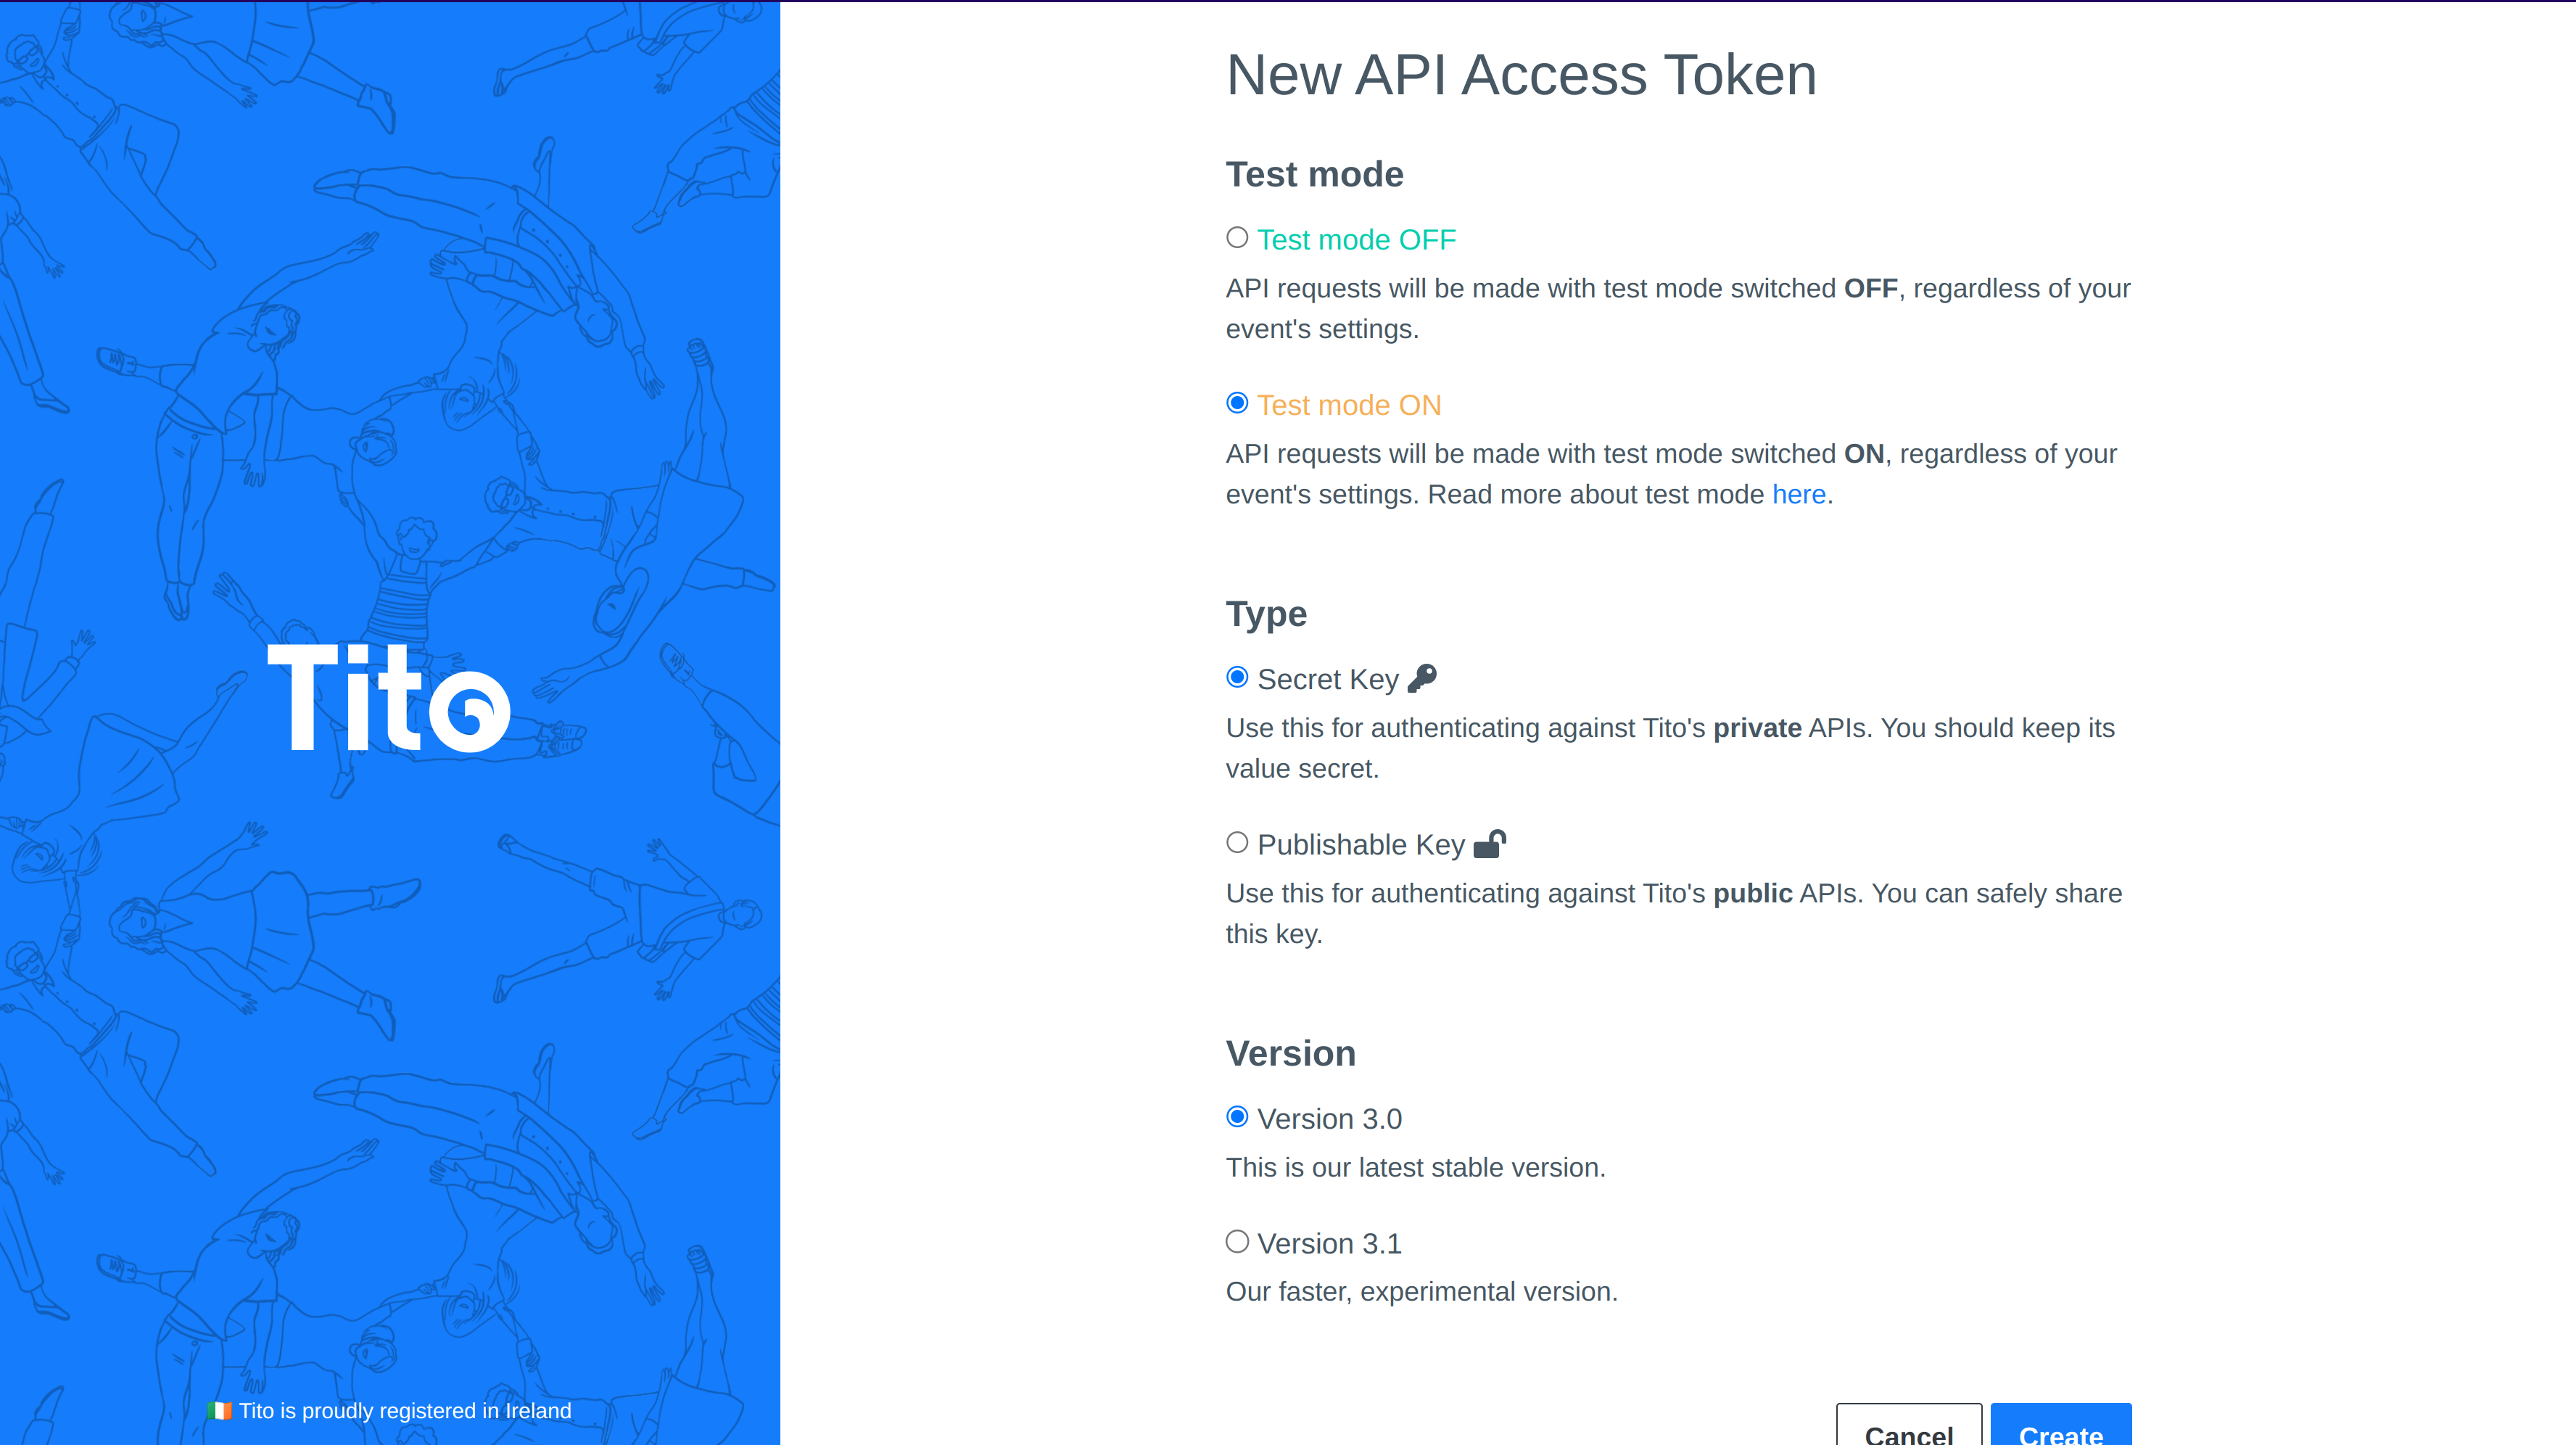 Tito
🇮🇪 Tito is proudly registered in Ireland
New API Access Token
Test mode
Test mode OFF
API requests will be made with test mode switched OFF, regardless of your
event's settings.
Test mode ON
API requests will be made with test mode switched ON, regardless of your
event's settings. Read more about test mode here.
Type
Secret Key
Use this for authenticating against Tito's private APIs. You should keep its
value secret.
Publishable Key
Use this for authenticating against Tito's public APIs. You can safely share
this key.
Version
Version 3.0
This is our latest stable version.
Version 3.1
Our faster, experimental version.
Cancel Create